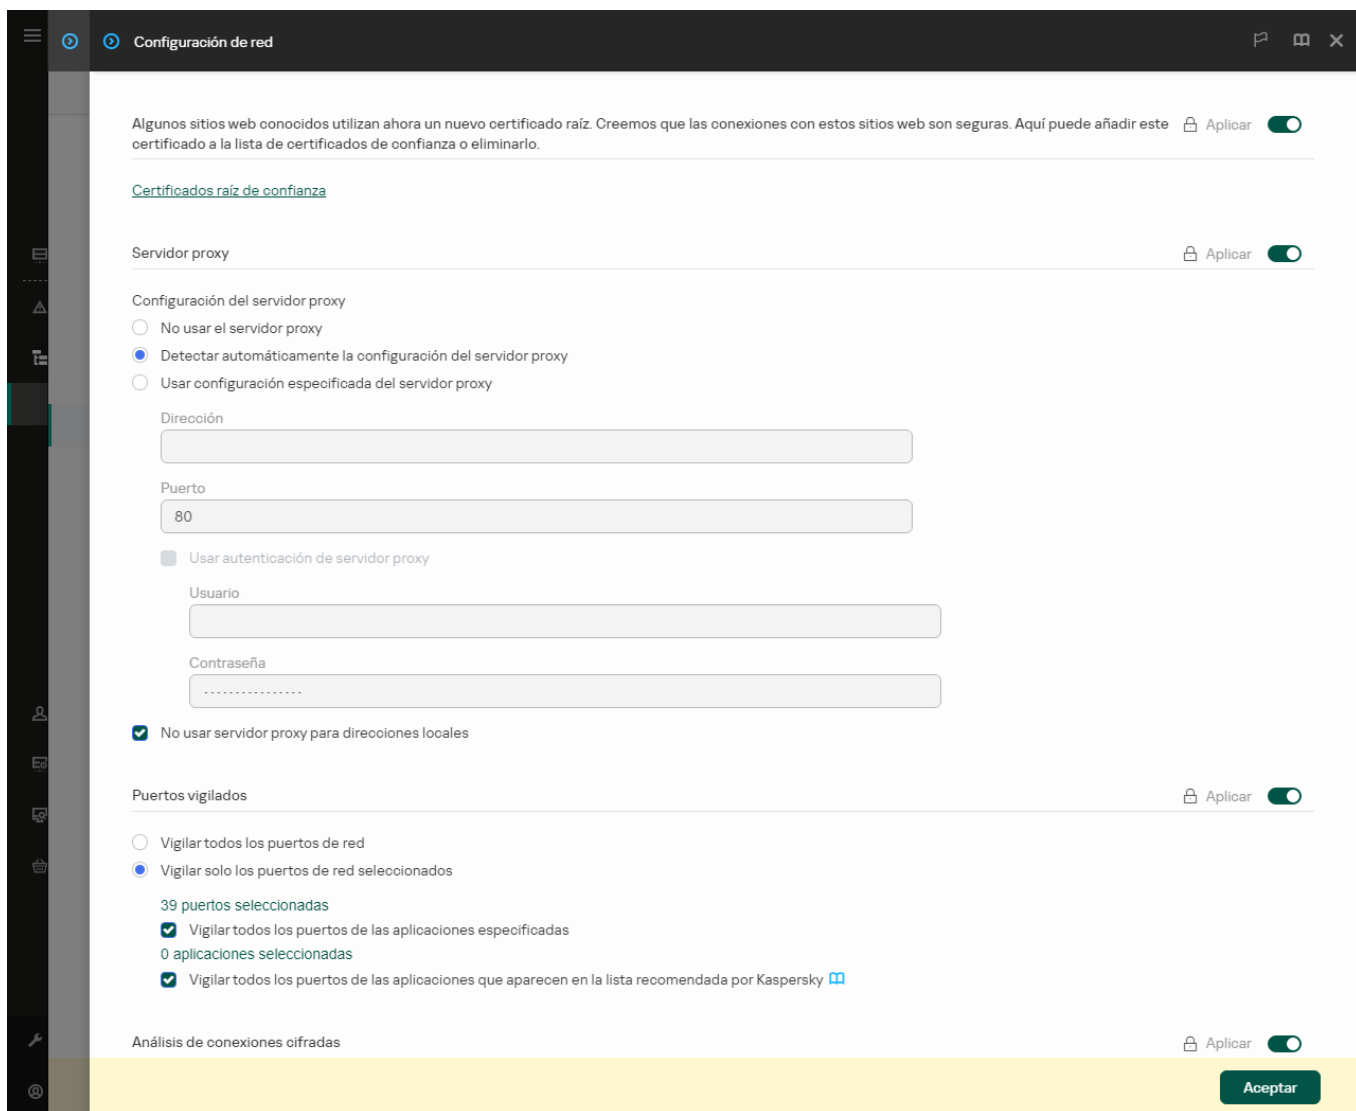 Configuración de red
Algunos sitios web conocidos utilizan ahora un nuevo certificado raíz. Creemos que las conexiones con estos sitios web son seguras. Aquí puede añadir este
certificado a la lista de certificados de confianza o eliminarlo.
Aplicar
Certificados raíz de confianza
Servidor proxy
Aplicar
Configuración del servidor proxy
No usar el servidor proxy
Detectar automáticamente la configuración del servidor proxy
Usar configuración especificada del servidor proxy
Dirección
Puerto
80
Usar autenticación de servidor proxy
Usuario
Contraseña
No usar servidor proxy para direcciones locales
Puertos vigilados
Aplicar
Vigilar todos los puertos de red
Vigilar solo los puertos de red seleccionados
39 puertos seleccionadas
Vigilar todos los puertos de las aplicaciones especificadas
0 aplicaciones seleccionadas
Vigilar todos los puertos de las aplicaciones que aparecen en la lista recomendada por Kaspersky
Análisis de conexiones cifradas
Aplicar
Aceptar